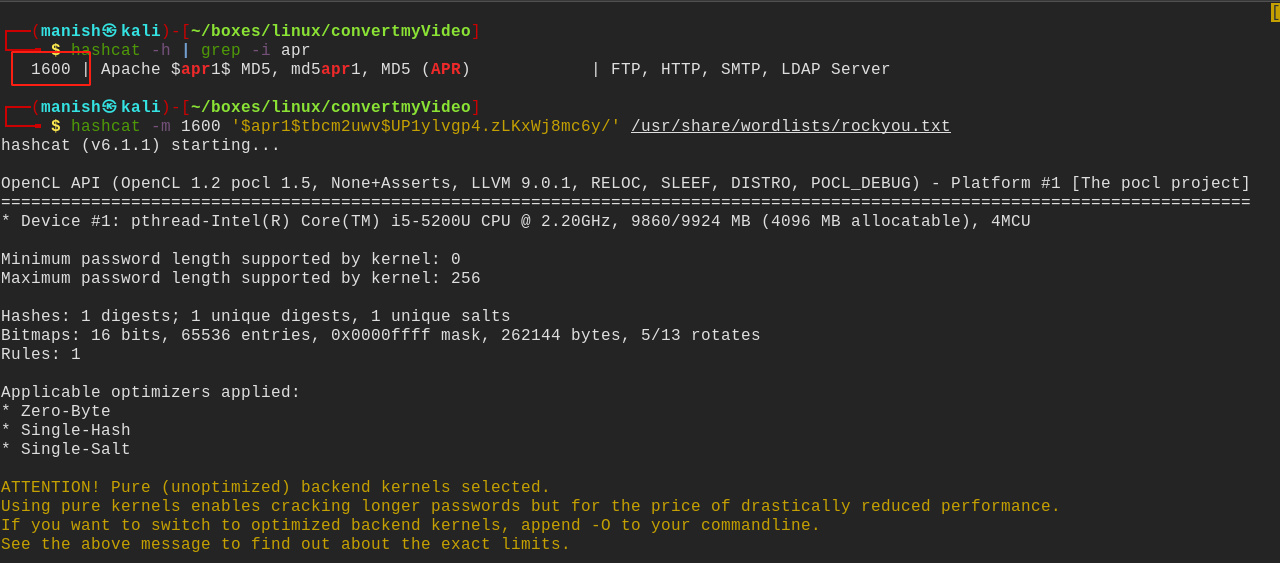 ┌──(manish㉿kali)-[~/boxes/linux/convertmyVideo]
└─$ hashcat -h | grep -i apr
1600 | Apache $apr1$ MD5, md5apr1, MD5 (APR) | FTP, HTTP, SMTP, LDAP Server
┌──(manish㉿kali)-[~/boxes/linux/convertmyVideo]
└─$ hashcat -m 1600 '$apr1$tbcm2uwv$UP1ylvgp4.zLKxWj8mc6y/' /usr/share/wordlists/rockyou.txt
hashcat (v6.1.1) starting...
OpenCL API (OpenCL 1.2 pocl 1.5, None+Asserts, LLVM 9.0.1, RELOC, SLEEF, DISTRO, POCL_DEBUG) - Platform #1 [The pocl project]
=============================================================================================================================
* Device #1: pthread-Intel(R) Core(TM) i5-5200U CPU @ 2.20GHz, 9860/9924 MB (4096 MB allocatable), 4MCU
Minimum password length supported by kernel: 0
Maximum password length supported by kernel: 256
Hashes: 1 digests; 1 unique digests, 1 unique salts
Bitmaps: 16 bits, 65536 entries, 0x0000ffff mask, 262144 bytes, 5/13 rotates
Rules: 1
Applicable optimizers applied:
* Zero-Byte
* Single-Hash
* Single-Salt
ATTENTION! Pure (unoptimized) backend kernels selected.
Using pure kernels enables cracking longer passwords but for the price of drastically reduced performance.
If you want to switch to optimized backend kernels, append -O to your commandline.
See the above message to find out about the exact limits.